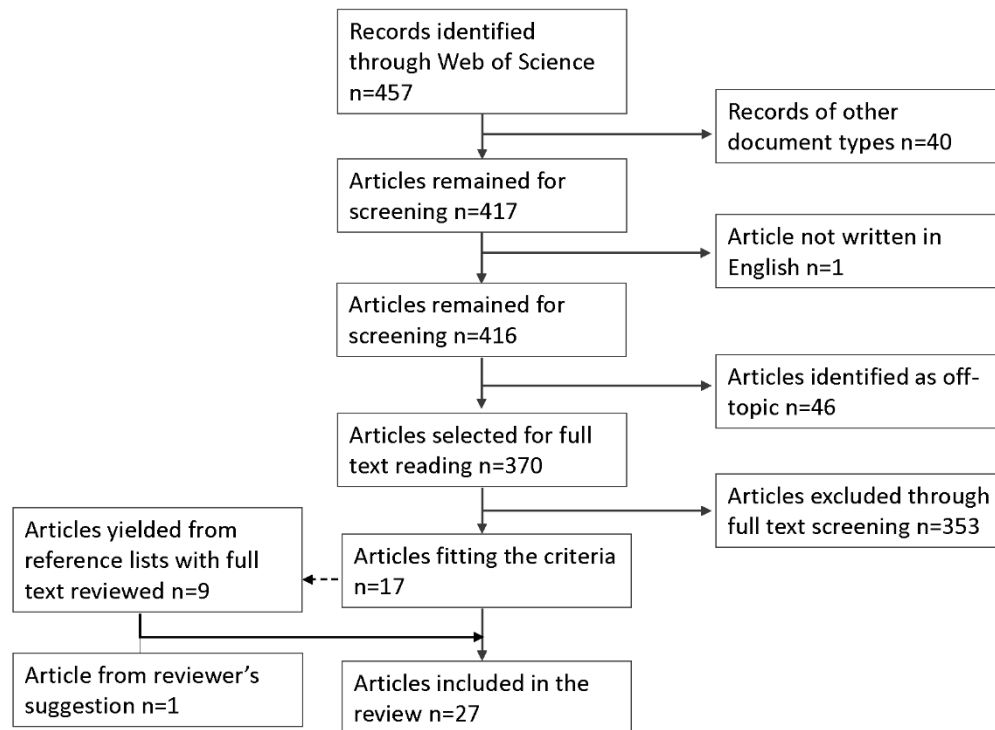 Records identified
through Web of Science
n=457
Records of other
document types n=40
Articles remained for
screening n=417
Article not written in
English n=1
Articles remained for
screening n=416
Articles identified as off-
topic n=46
Articles selected for full
text reading n=370
Articles excluded through
full text screening n=353
Articles yielded from
reference lists with full
text reviewed n=9
Articles fitting the criteria
n=17
Article from reviewer’s
suggestion n=1
Articles included in the
review n=27